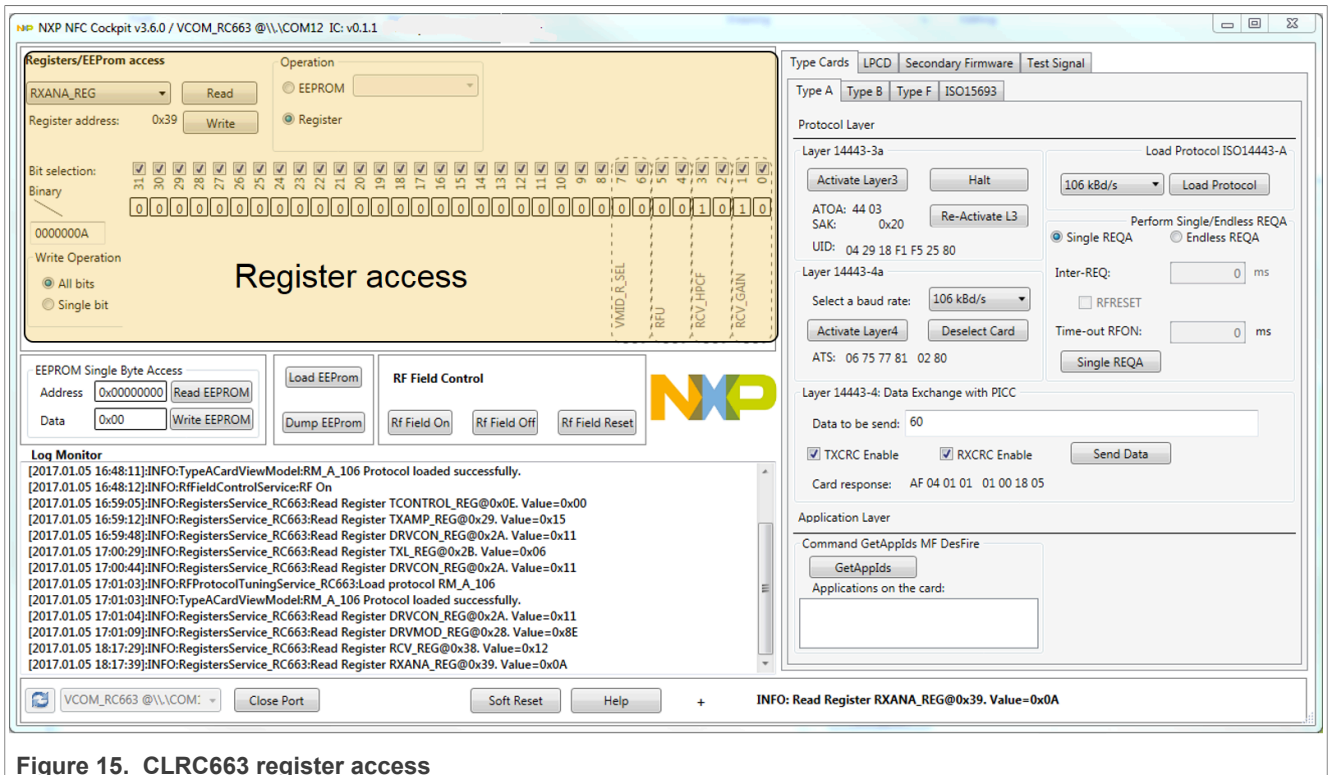 NXP NFC Cockpit v3.6.0 / VCOM_RC663 @\\.\COM12 IC: v0.1.1
Registers/EEProm access
Operation
RXANA_REG
Read
EEPROM
Register address: 0x39
Write
Register
Bit selection:
31 30 29 28 27 26 25 24 23 22 21 20 19 18 17 16 15 14 13 12 11 10 9 8 7 6 5 4 3 2 1 0
Binary
0 0 0 0 0 0 0 0 0 0 0 0 0 0 0 0 0 0 0 0 0 0 0 0 0 0 0 0 1 0 1 0
0000000A
Write Operation
All bits
Single bit
Register access
VMID_R_SEL
RFU
RCV_HPCF
RCV_GAIN
EEPROM Single Byte Access
Address 0x00000000 Read EEPROM
Data 0x00 Write EEPROM
Load EEProm
Dump EEProm
RF Field Control
Rf Field On Rf Field Off Rf Field Reset
NXP
Log Monitor
[2017.01.05 16:48:11]:INFO:TypeACardViewModel:RM_A_106 Protocol loaded successfully.
[2017.01.05 16:48:12]:INFO:RfFieldControlService:RF On
[2017.01.05 16:59:05]:INFO:RegistersService_RC663:Read Register TCONTROL_REG@0x0E. Value=0x00
[2017.01.05 16:59:12]:INFO:RegistersService_RC663:Read Register TXAMP_REG@0x29. Value=0x15
[2017.01.05 16:59:48]:INFO:RegistersService_RC663:Read Register DRVCON_REG@0x2A. Value=0x11
[2017.01.05 17:00:29]:INFO:RegistersService_RC663:Read Register TXL_REG@0x2B. Value=0x06
[2017.01.05 17:00:44]:INFO:RegistersService_RC663:Read Register DRVCON_REG@0x2A. Value=0x11
[2017.01.05 17:01:03]:INFO:RFProtocolTuningService_RC663:Load protocol RM_A_106
[2017.01.05 17:01:03]:INFO:TypeACardViewModel:RM_A_106 Protocol loaded successfully.
[2017.01.05 17:01:04]:INFO:RegistersService_RC663:Read Register DRVCON_REG@0x2A. Value=0x11
[2017.01.05 17:01:09]:INFO:RegistersService_RC663:Read Register DRVMOD_REG@0x28. Value=0x8E
[2017.01.05 18:17:29]:INFO:RegistersService_RC663:Read Register RCV_REG@0x38. Value=0x12
[2017.01.05 18:17:39]:INFO:RegistersService_RC663:Read Register RXANA_REG@0x39. Value=0x0A
Type Cards LPCD Secondary Firmware Test Signal
Type A Type B Type F ISO15693
Protocol Layer
Layer 14443-3a
Activate Layer3 Halt
ATOA: 44 03
SAK: 0x20
Re-Activate L3
UID: 04 29 18 F1 F5 25 80
Load Protocol ISO14443-A
106 kBd/s Load Protocol
Perform Single/Endless REQA
Single REQA Endless REQA
Inter-REQ: 0 ms
RFRESET
Time-out RFON: 0 ms
Single REQA
Layer 14443-4a
Select a baud rate: 106 kBd/s
Activate Layer4 Deselect Card
ATS: 06 75 77 81 02 80
Layer 14443-4: Data Exchange with PICC
Data to be send: 60
TXCRC Enable RXCRC Enable Send Data
Card response: AF 04 01 01 01 00 18 05
Application Layer
Command GetAppIds MF DesFire
GetAppIds
Applications on the card:
VCOM_RC663 @\\.\COM: Close Port Soft Reset Help + INFO: Read Register RXANA_REG@0x39. Value=0x0A
Figure 15. CLRC663 register access